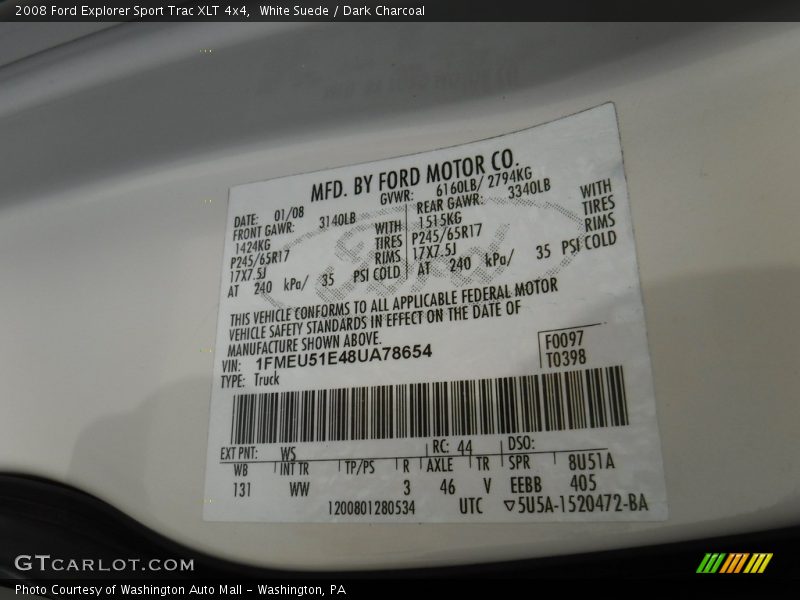 2008 Ford Explorer Sport Trac XLT 4x4, White Suede / Dark Charcoal
MFD. BY FORD MOTOR CO.
DATE: 01/08 GVWR: 6160LB/ 2794KG
FRONT GAWR: 3140LB REAR GAWR: 3340LB
1424KG WITH 1515KG WITH
P245/65R17 TIRES P245/65R17 TIRES
17X7.5J RIMS 17X7.5J RIMS
AT 240 kPa/ 35 PSI COLD AT 240 kPa/ 35 PSI COLD
THIS VEHICLE CONFORMS TO ALL APPLICABLE FEDERAL MOTOR
VEHICLE SAFETY STANDARDS IN EFFECT ON THE DATE OF
MANUFACTURE SHOWN ABOVE.
VIN: 1FMEU51E48UA78654 F0097
TYPE: Truck T0398
EXT PNT: WS RC: 44 DSO:
WB INT TR TP/PS R AXLE TR SPR 8U51A
131 WW 3 46 V EEBB 405
1200801280534 UTC ▽5U5A-1520472-BA
Ford
GTCARLOT.COM
Photo Courtesy of Washington Auto Mall - Washington, PA